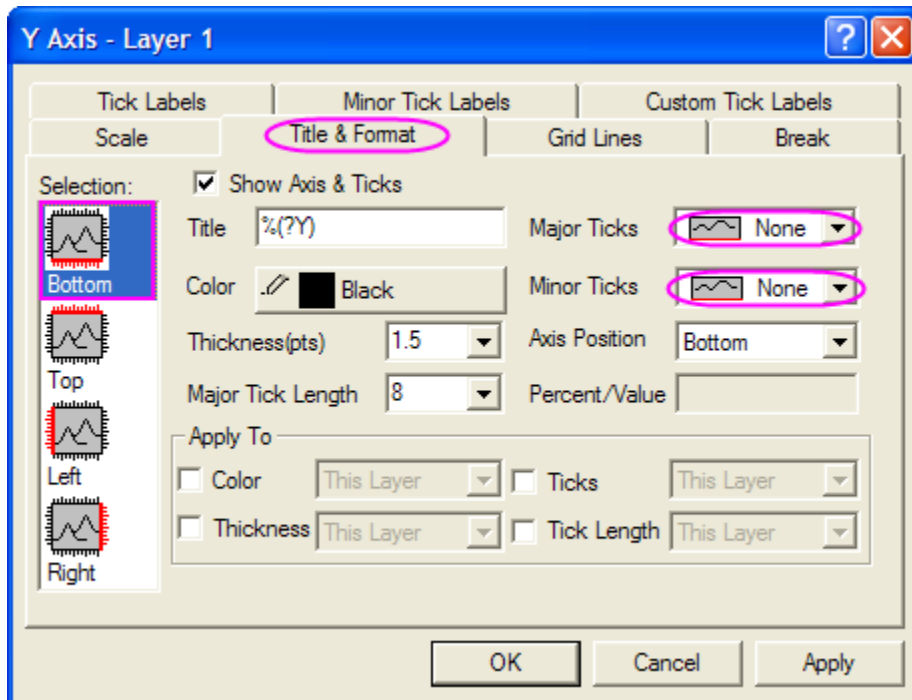 Y Axis - Layer 1
Tick Labels Minor Tick Labels Custom Tick Labels
Scale Title & Format Grid Lines Break
Selection:
Bottom
Top
Left
Right
Show Axis & Ticks
Title %(?Y) Major Ticks None
Color Black Minor Ticks None
Thickness(pts) 1.5 Axis Position Bottom
Major Tick Length 8 Percent/Value
Apply To
Color This Layer Ticks This Layer
Thickness This Layer Tick Length This Layer
OK Cancel Apply